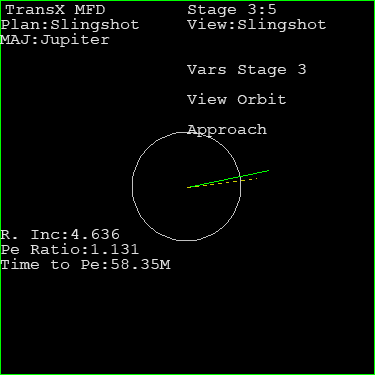 TransX MFD Stage 3:5
Plan:Slingshot View:Slingshot
MAJ:Jupiter
Vars Stage 3
View Orbit
Approach
R. Inc:4.636
Pe Ratio:1.131
Time to Pe:58.35M